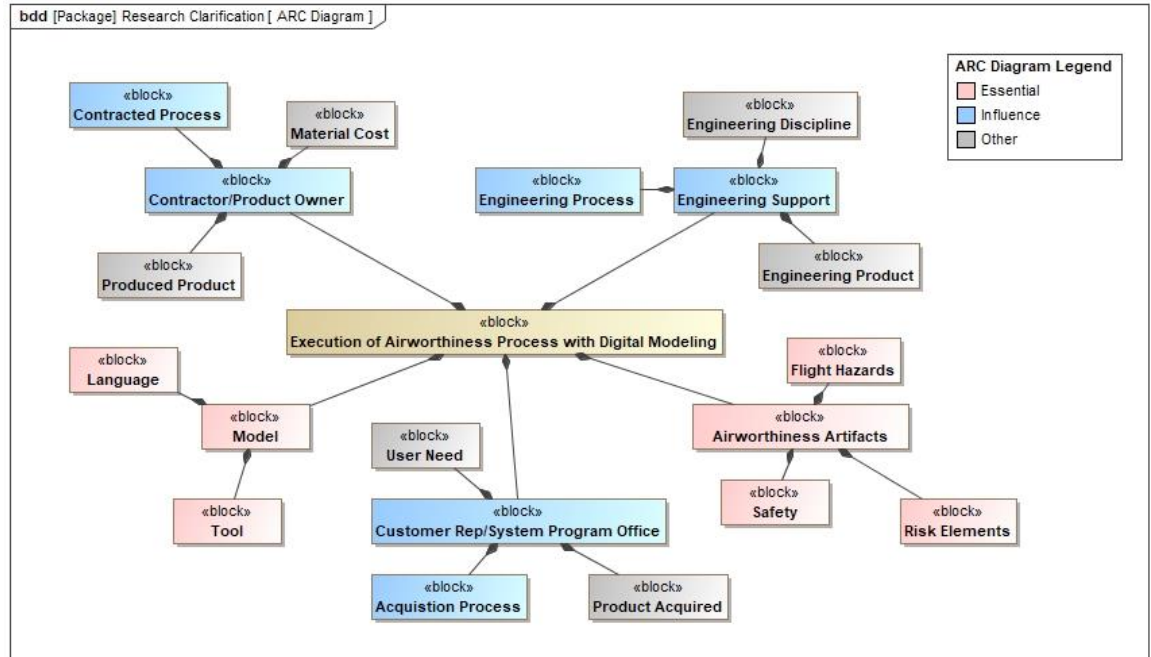 bdd [Package] Research Clarification [ ARC Diagram ]
ARC Diagram Legend
Essential
Influence
Other
«block»
Contracted Process
«block»
Material Cost
«block»
Engineering Discipline
«block»
Contractor/Product Owner
«block»
Engineering Process
«block»
Engineering Support
«block»
Produced Product
«block»
Engineering Product
«block»
Execution of Airworthiness Process with Digital Modeling
«block»
Language
«block»
Flight Hazards
«block»
Model
«block»
Airworthiness Artifacts
«block»
User Need
«block»
Tool
«block»
Customer Rep/System Program Office
«block»
Safety
«block»
Risk Elements
«block»
Acquistion Process
«block»
Product Acquired